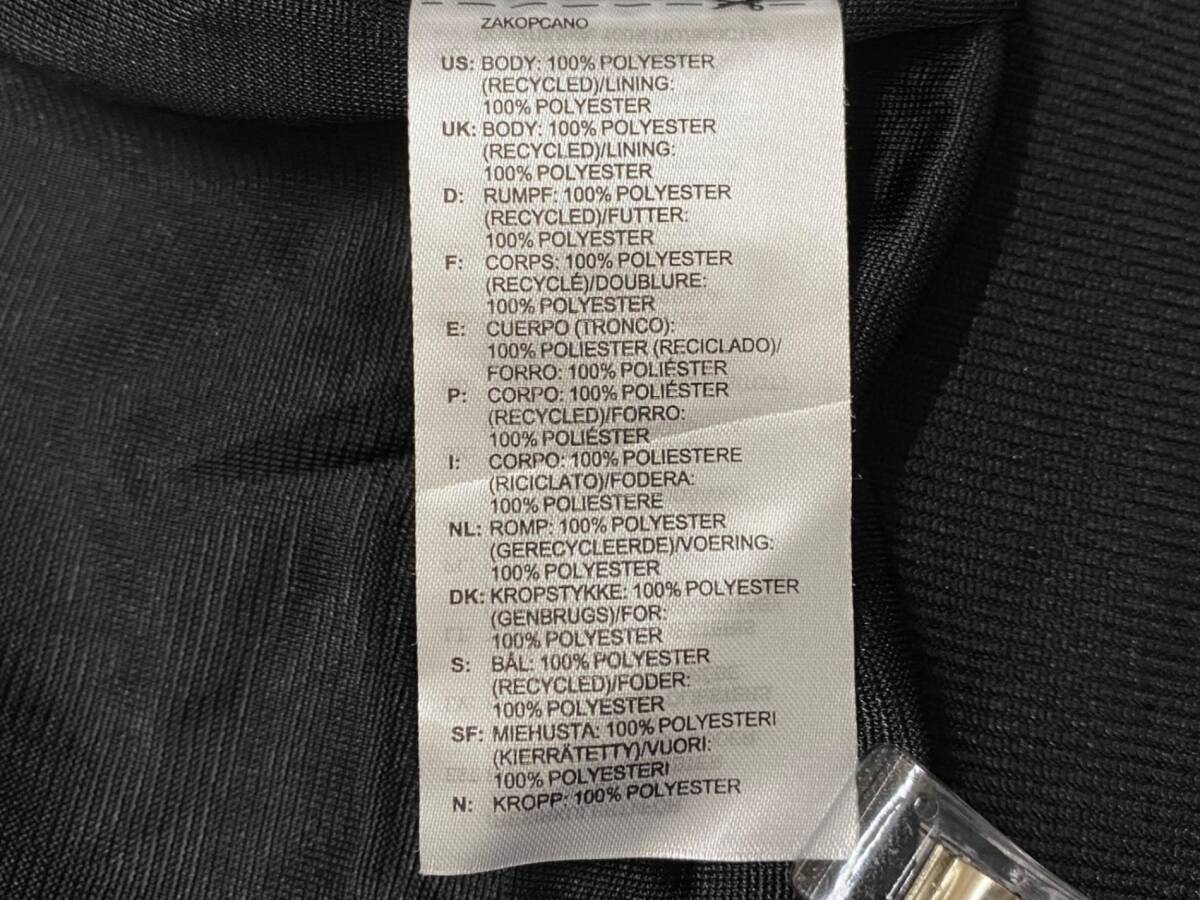 ZAKOPCANO
US: BODY: 100% POLYESTER
(RECYCLED)/LINING:
100% POLYESTER
UK: BODY: 100% POLYESTER
(RECYCLED)/LINING:
100% POLYESTER
D: RUMPF: 100% POLYESTER
(RECYCLED)/FUTTER:
100% POLYESTER
F: CORPS: 100% POLYESTER
(RECYCLÉ)/DOUBLURE:
100% POLYESTER
E: CUERPO (TRONCO):
100% POLIESTER (RECICLADO)/
FORRO: 100% POLIÉSTER
P: CORPO: 100% POLIÉSTER
(RECYCLED)/FORRO:
100% POLIÉSTER
I: CORPO: 100% POLIESTERE
(RICICLATO)/FODERA:
100% POLIESTERE
NL: ROMP: 100% POLYESTER
(GERECYCLEERDE)/VOERING:
100% POLYESTER
DK: KROPSTYKKE: 100% POLYESTER
(GENBRUGS)/FOR:
100% POLYESTER
S: BÅL: 100% POLYESTER
(RECYCLED)/FODER:
100% POLYESTER
SF: MIEHUSTA: 100% POLYESTERI
(KIERRÄTETTY)/VUORI:
100% POLYESTERI
N: KROPP: 100% POLYESTER